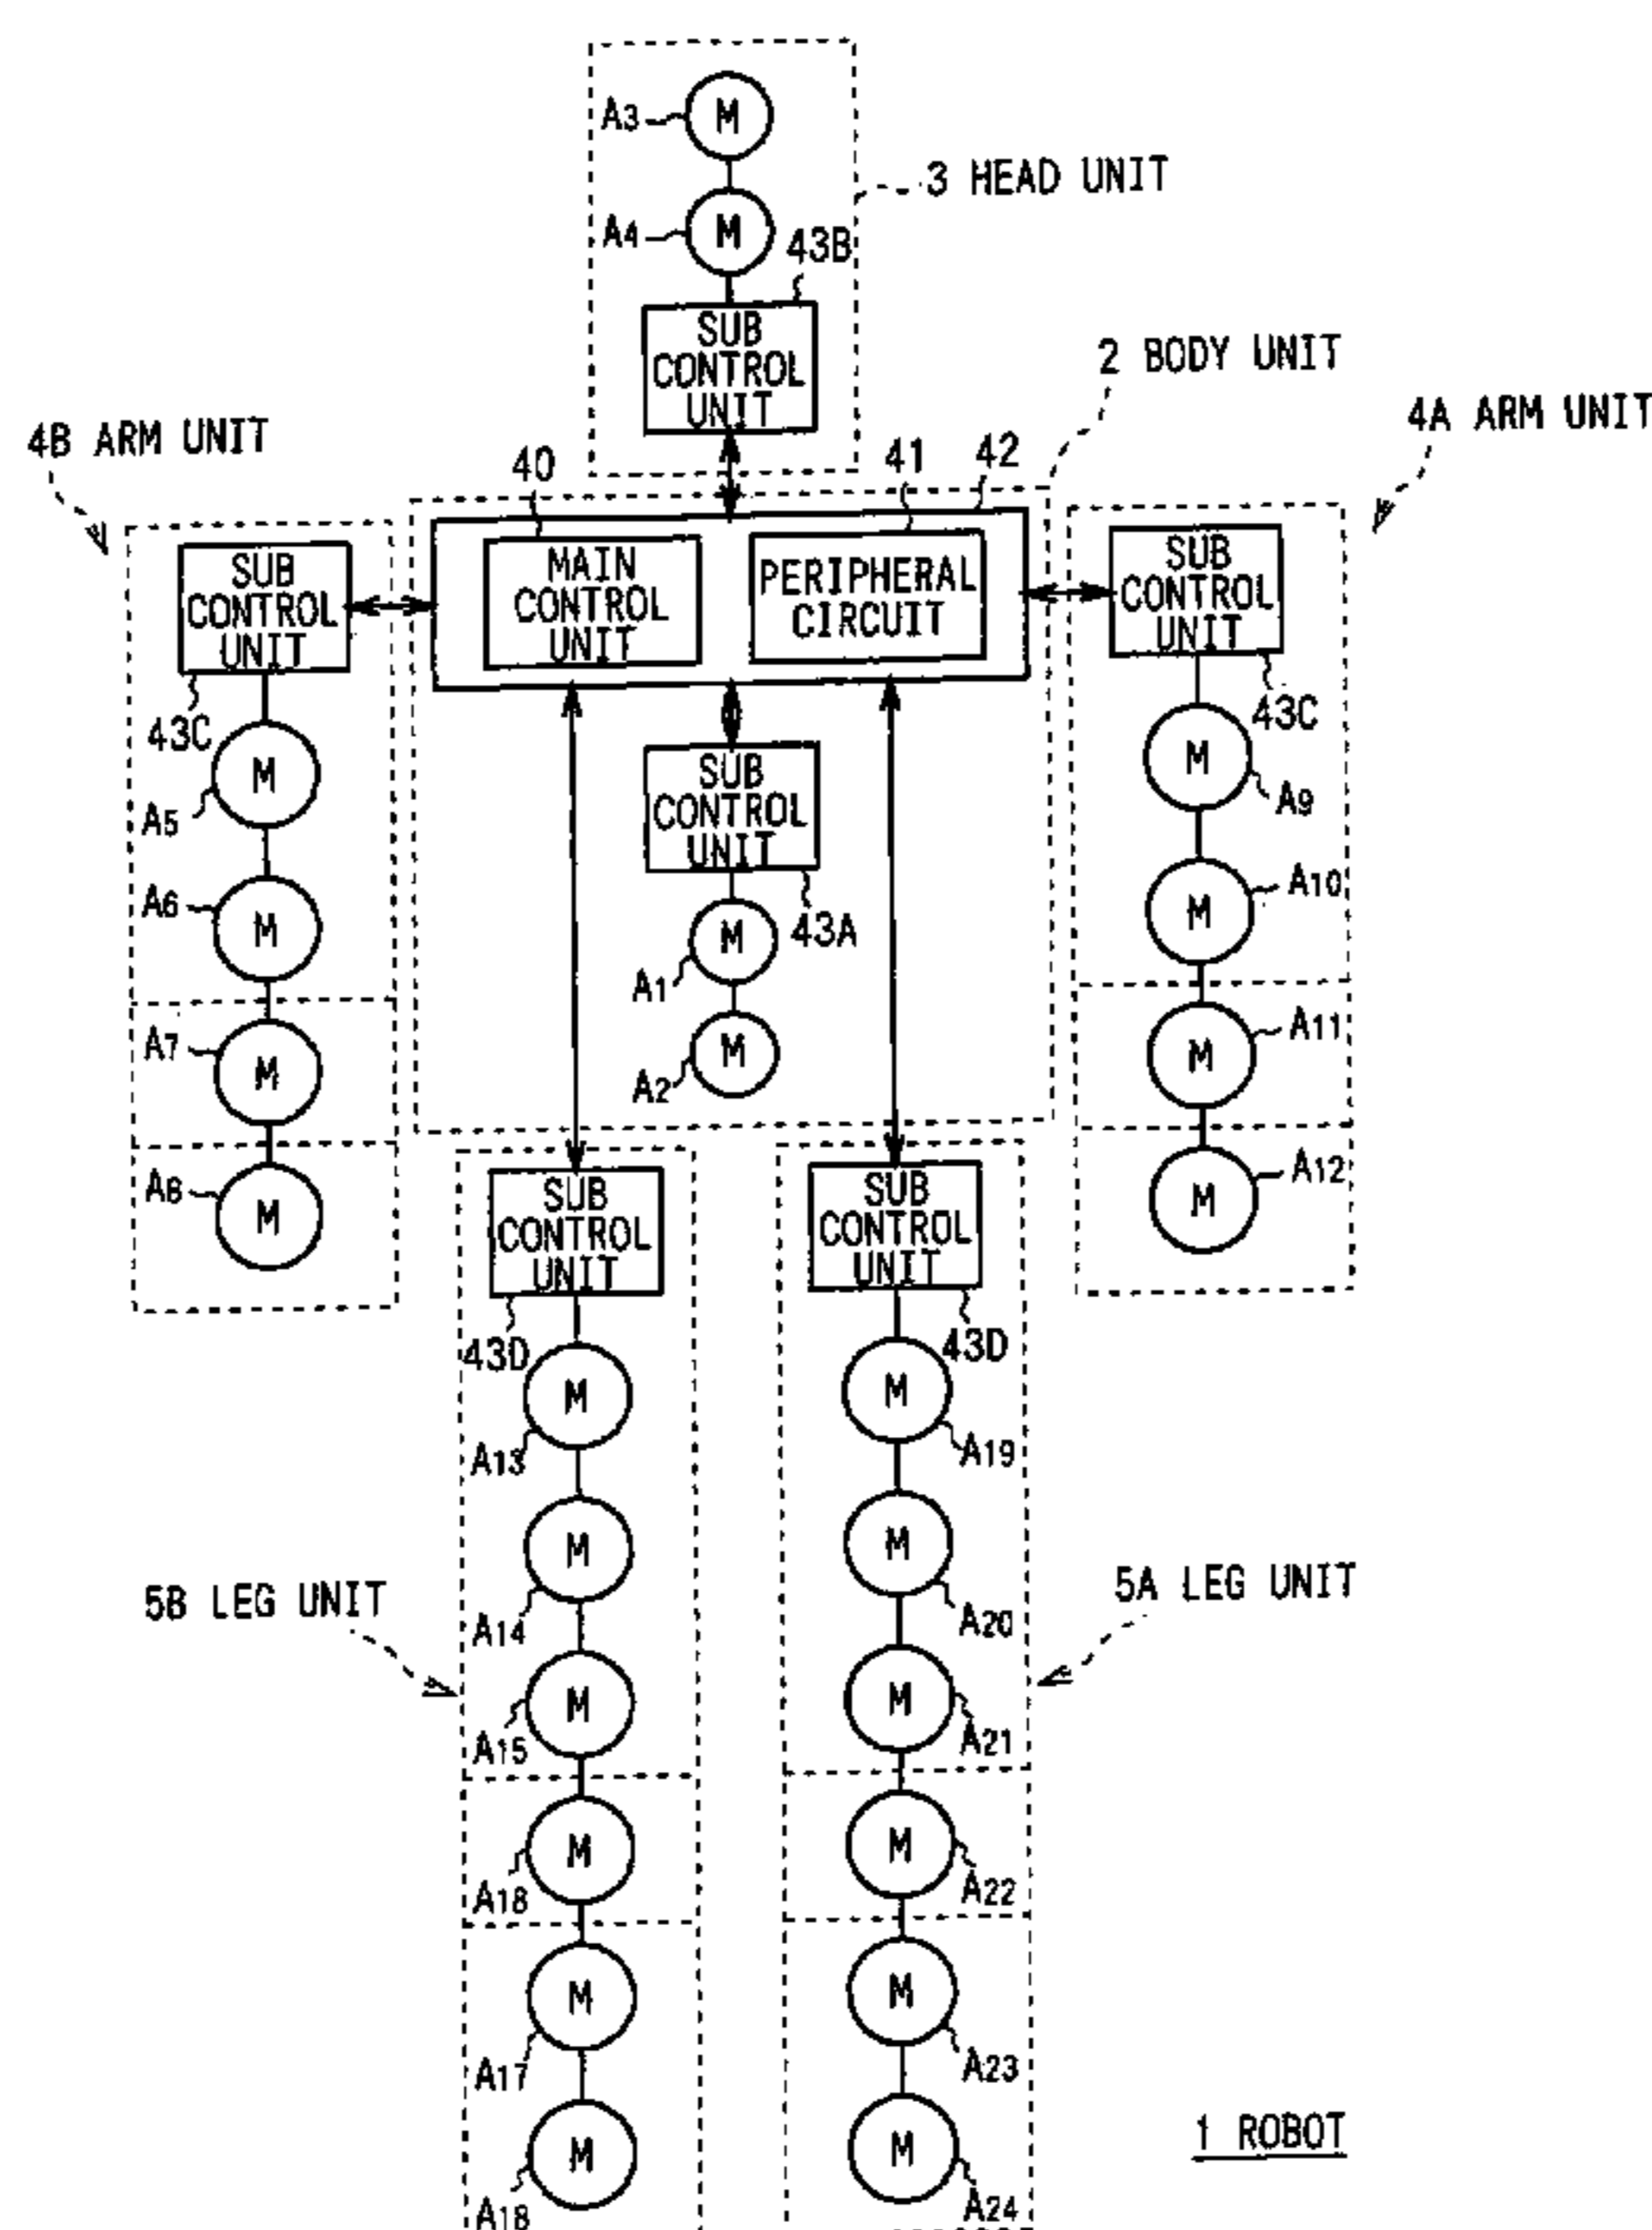 A3
M
3 HEAD UNIT
A4
M
43B
SUB
CONTROL
UNIT
2 BODY UNIT
4A ARM UNIT
4B ARM UNIT
40
41
42
SUB
CONTROL
UNIT
MAIN
CONTROL
UNIT
PERIPHERAL
CIRCUIT
SUB
CONTROL
UNIT
43C
43C
M
A5
SUB
CONTROL
UNIT
M
A9
A6
M
43A
M
A1
A10
M
A7
M
M
A2
A11
M
A8
M
A12
M
SUB
CONTROL
UNIT
SUB
CONTROL
UNIT
43D
43D
M
A13
M
A19
M
A14
M
A20
5B LEG UNIT
5A LEG UNIT
M
A15
M
A21
M
A18
M
A22
M
A17
M
A23
M
A18
M
A24
1 ROBOT